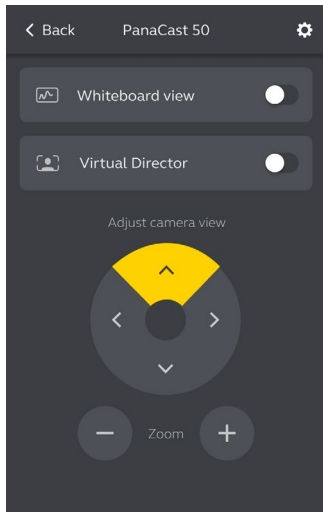 Back PanaCast 50
Whiteboard view
Virtual Director
Adjust camera view
Zoom